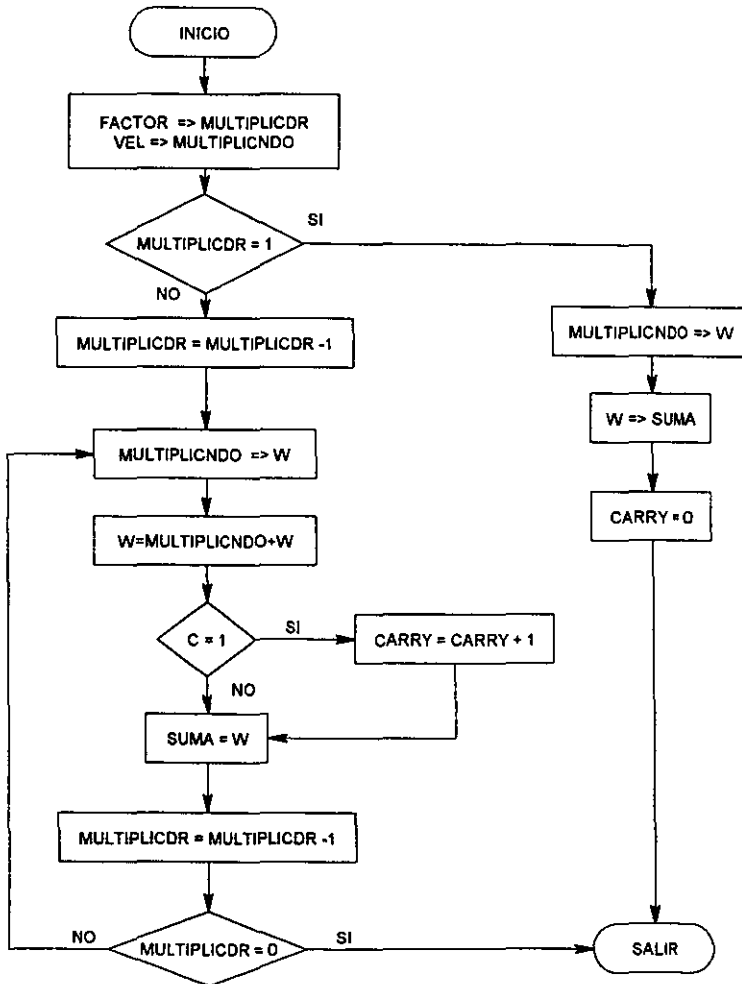 INICIO
FACTOR => MULTIPLICDR
VEL => MULTIPLICNDO
MULTIPLICDR = 1
SI
NO
MULTIPLICDR = MULTIPLICDR -1
MULTIPLICNDO => W
W => SUMA
CARRY = 0
MULTIPLICNDO => W
W=MULTIPLICNDO+W
C = 1
SI
CARRY = CARRY + 1
NO
SUMA = W
MULTIPLICDR = MULTIPLICDR -1
MULTIPLICDR = 0
NO
SI
SALIR